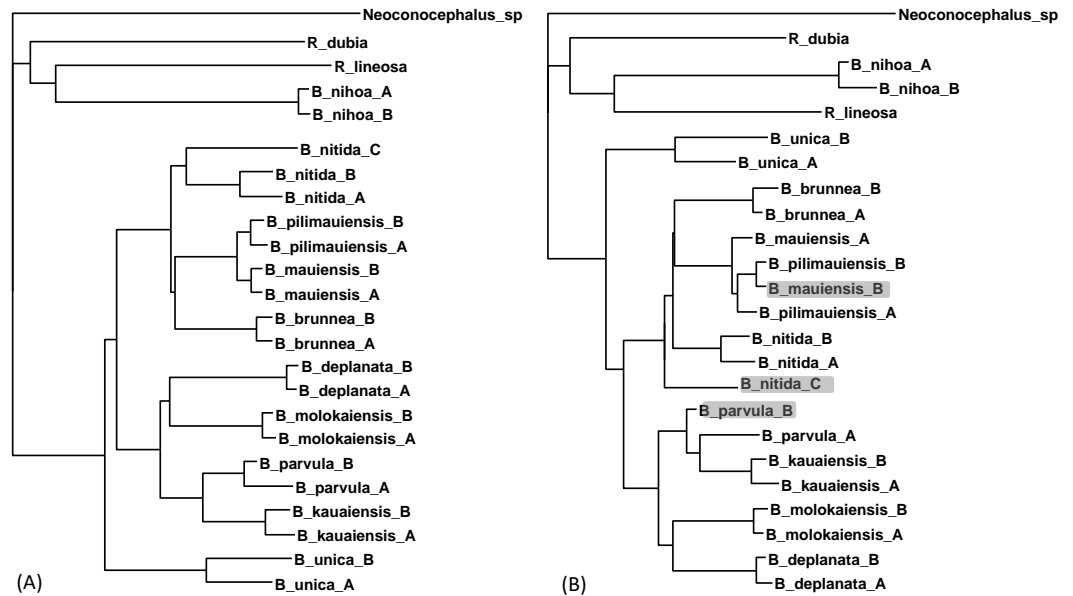 Neoconocephalus_sp
R_dubia
R_lineosa
B_nihoa_A
B_nihoa_B
B_nitida_C
B_nitida_B
B_nitida_A
B_pilimauiensis_B
B_pilimauiensis_A
B_mauiensis_B
B_mauiensis_A
B_brunnea_B
B_brunnea_A
B_deplanata_B
B_deplanata_A
B_molokaiensis_B
B_molokaiensis_A
B_parvula_B
B_parvula_A
B_kauaiensis_B
B_kauaiensis_A
B_unica_B
B_unica_A
(A)
Neoconocephalus_sp
R_dubia
B_nihoa_A
B_nihoa_B
R_lineosa
B_unica_B
B_unica_A
B_brunnea_B
B_brunnea_A
B_mauiensis_A
B_pilimauiensis_B
B_mauiensis_B
B_pilimauiensis_A
B_nitida_B
B_nitida_A
B_nitida_C
B_parvula_B
B_parvula_A
B_kauaiensis_B
B_kauaiensis_A
B_molokaiensis_B
B_molokaiensis_A
B_deplanata_B
B_deplanata_A
(B)